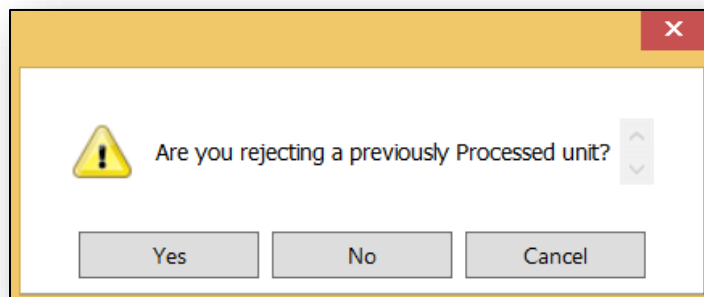 Are you rejecting a previously Processed unit?
Yes No Cancel